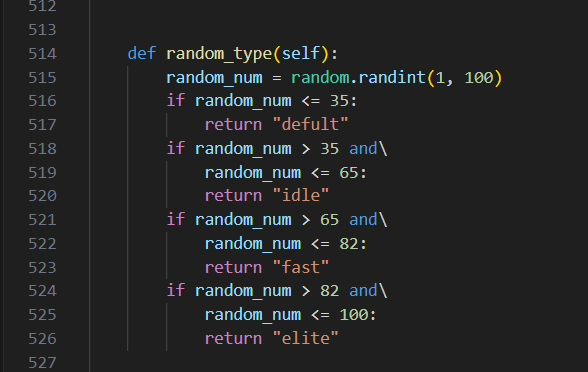 512
513
514 def random_type(self):
515 random_num = random.randint(1, 100)
516 if random_num <= 35:
517 return "defult"
518 if random_num > 35 and\
519 random_num <= 65:
520 return "idle"
521 if random_num > 65 and\
522 random_num <= 82:
523 return "fast"
524 if random_num > 82 and\
525 random_num <= 100:
526 return "elite"
527